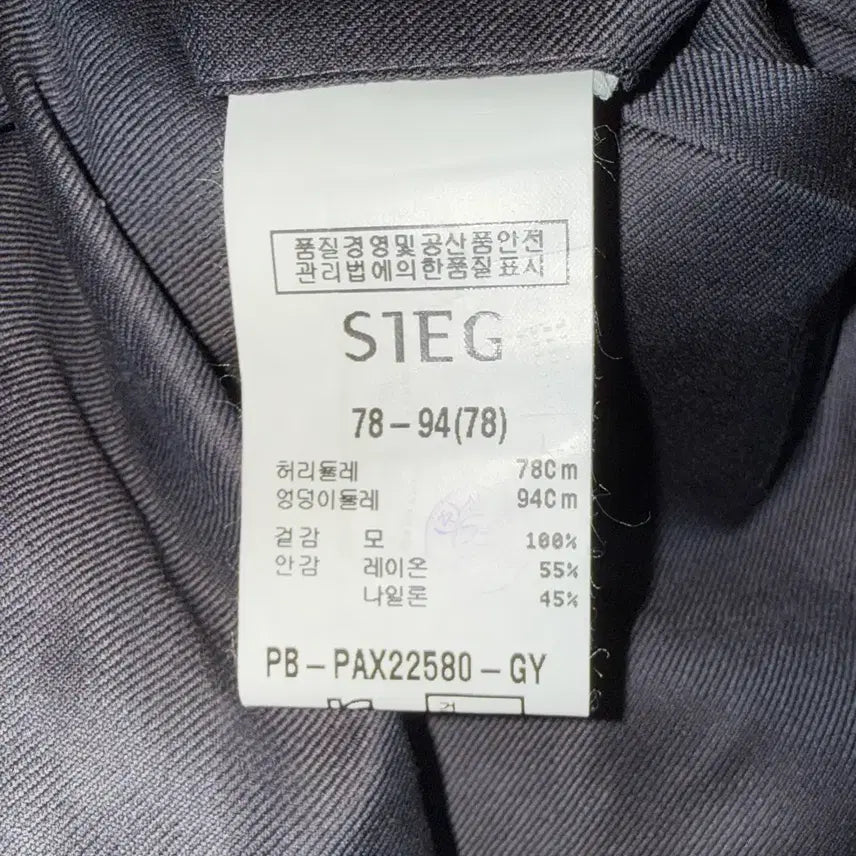 품질경영및공산품안전
관리법에의한품질표시
SIEG
78-94(78)
허리둘레 78Cm
엉덩이둘레 94Cm
겉감 모 100%
안감 레이온 55%
나일론 45%
PB-PAX22580-GY